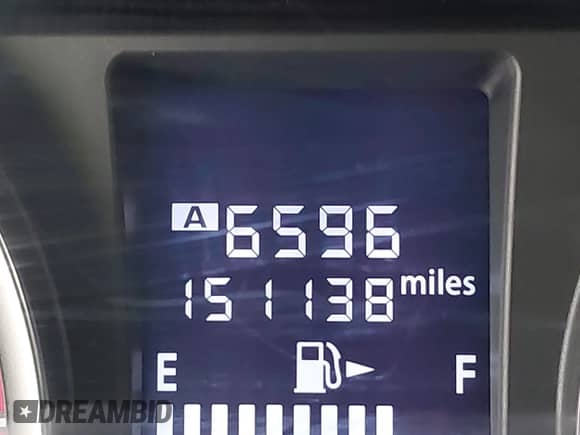 A 6596
151138 miles
E F
DREAMBID